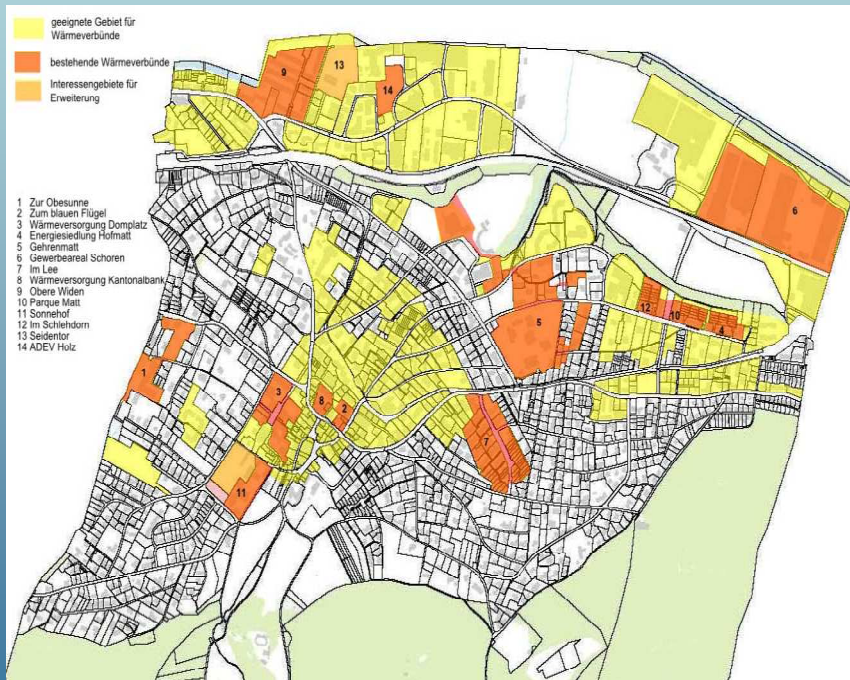 geeignete Gebiet für
Wärmeverbünde
bestehende Wärmeverbünde
Interessengebiete für
Erweiterung
1 Zur Obesunne
2 Zum blauen Flügel
3 Wärmeversorgung Domplatz
4 Energiesiedlung Hofmatt
5 Gehrenmatt
6 Gewerbeareal Schoren
7 Im Lee
8 Wärmeversorgung Kantonalbank
9 Obere Widen
10 Parque Matt
11 Sonnehof
12 Im Schlehdorn
13 Seidentor
14 ADEV Holz
9
13
14
6
12
10
4
5
1
3
8
2
7
11